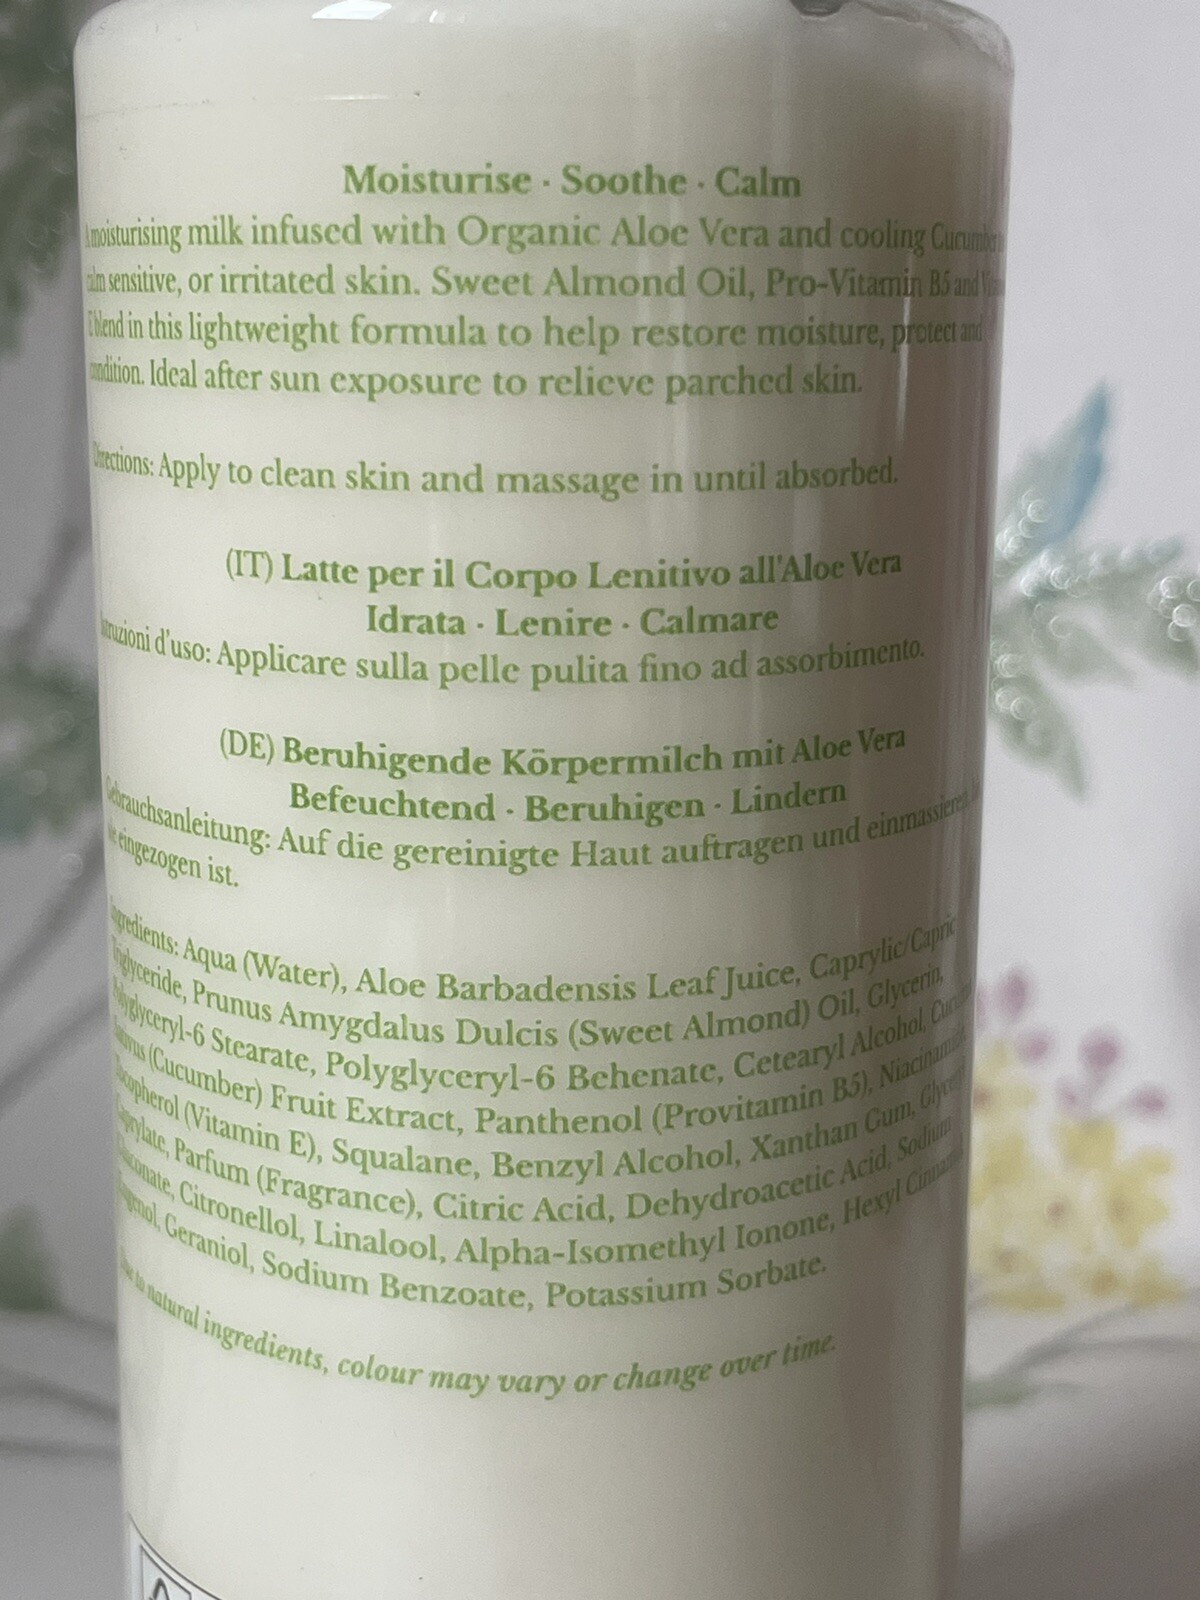 Moisturise · Soothe · Calm
A moisturising milk infused with Organic Aloe Vera and cooling Cucumber
calm sensitive, or irritated skin. Sweet Almond Oil, Pro-Vitamin B5 and
E blend in this lightweight formula to help restore moisture, protect and
condition. Ideal after sun exposure to relieve parched skin.
Directions: Apply to clean skin and massage in until absorbed.
(IT) Latte per il Corpo Lenitivo all'Aloe Vera
Idrata · Lenire · Calmare
Istruzioni d'uso: Applicare sulla pelle pulita fino ad assorbimento.
(DE) Beruhigende Körpermilch mit Aloe Vera
Befeuchtend · Beruhigen · Lindern
Gebrauchsanleitung: Auf die gereinigte Haut auftragen und einmassieren,
eingezogen ist.
Ingredients: Aqua (Water), Aloe Barbadensis Leaf Juice, Caprylic/Capric
Triglyceride, Prunus Amygdalus Dulcis (Sweet Almond) Oil, Glycerin,
Polyglyceryl-6 Stearate, Polyglyceryl-6 Behenate, Cetearyl Alcohol,
Sativus (Cucumber) Fruit Extract, Panthenol (Provitamin B5), Niacinamide,
Tocopherol (Vitamin E), Squalane, Benzyl Alcohol, Xanthan Gum, Glyceryl
Caprylate, Parfum (Fragrance), Citric Acid, Dehydroacetic Acid, Sodium
Gluconate, Citronellol, Linalool, Alpha-Isomethyl Ionone, Hexyl Cinnamal,
Eugenol, Geraniol, Sodium Benzoate, Potassium Sorbate.
Due to natural ingredients, colour may vary or change over time.